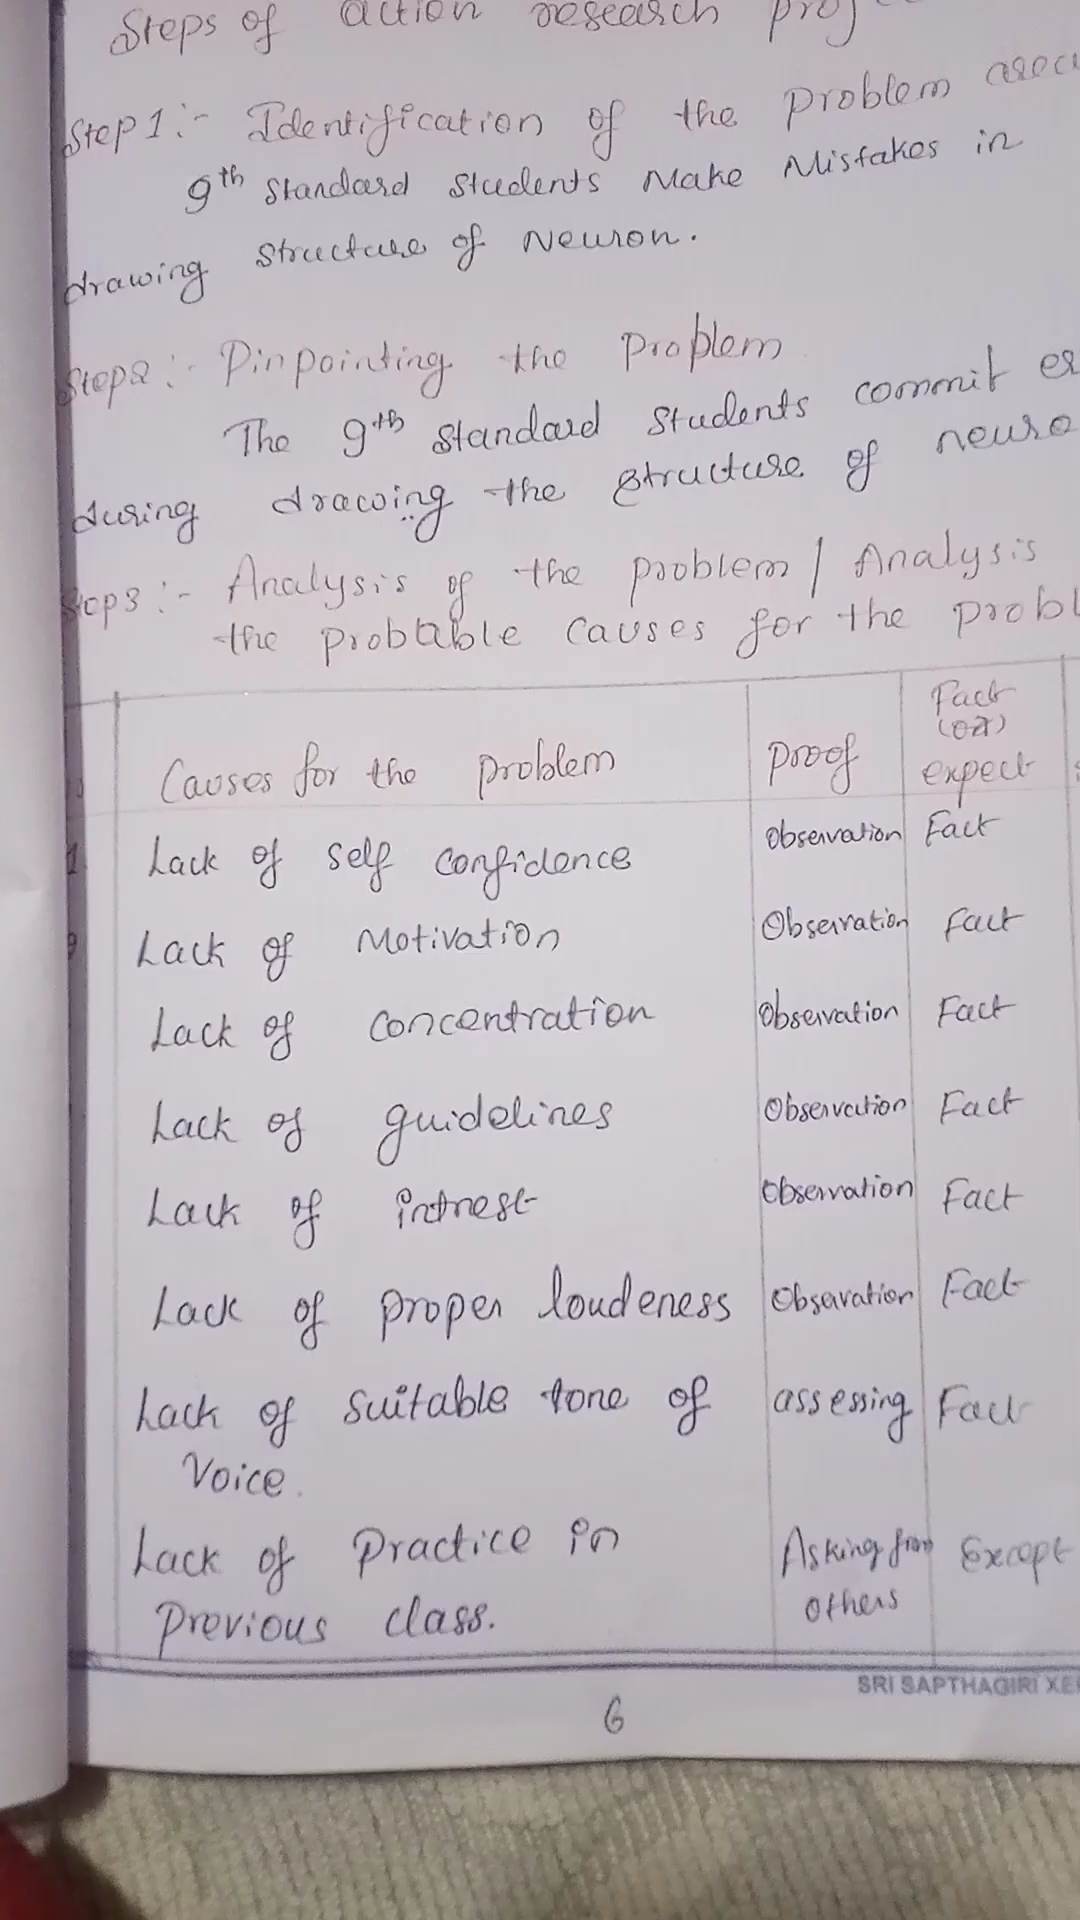 Steps of action research
Step 1 :- Identification of the Problem
9th Standard Students Make Mistakes in
drawing Structure of Neuron.
Step2 :- Pinpointing the Problem
The 9th Standard Students commit
during drawing the Structure of
Step3 :- Analysis of the problem / Analysis
the probable causes for the
Causes for the problem Proof Fact (or) expect
1. Lack of self confidence Observation Fact
Lack of Motivation Observation Fact
Lack of concentration Observation Fact
Lack of guidelines Observation Fact
Lack of intrest Observation Fact
Lack of proper loudeness Observation Fact
Lack of suitable tone of assessing Fact
Voice.
Lack of Practice in Asking from Except
Previous class. others
SRI SAPTHAGIRI
6